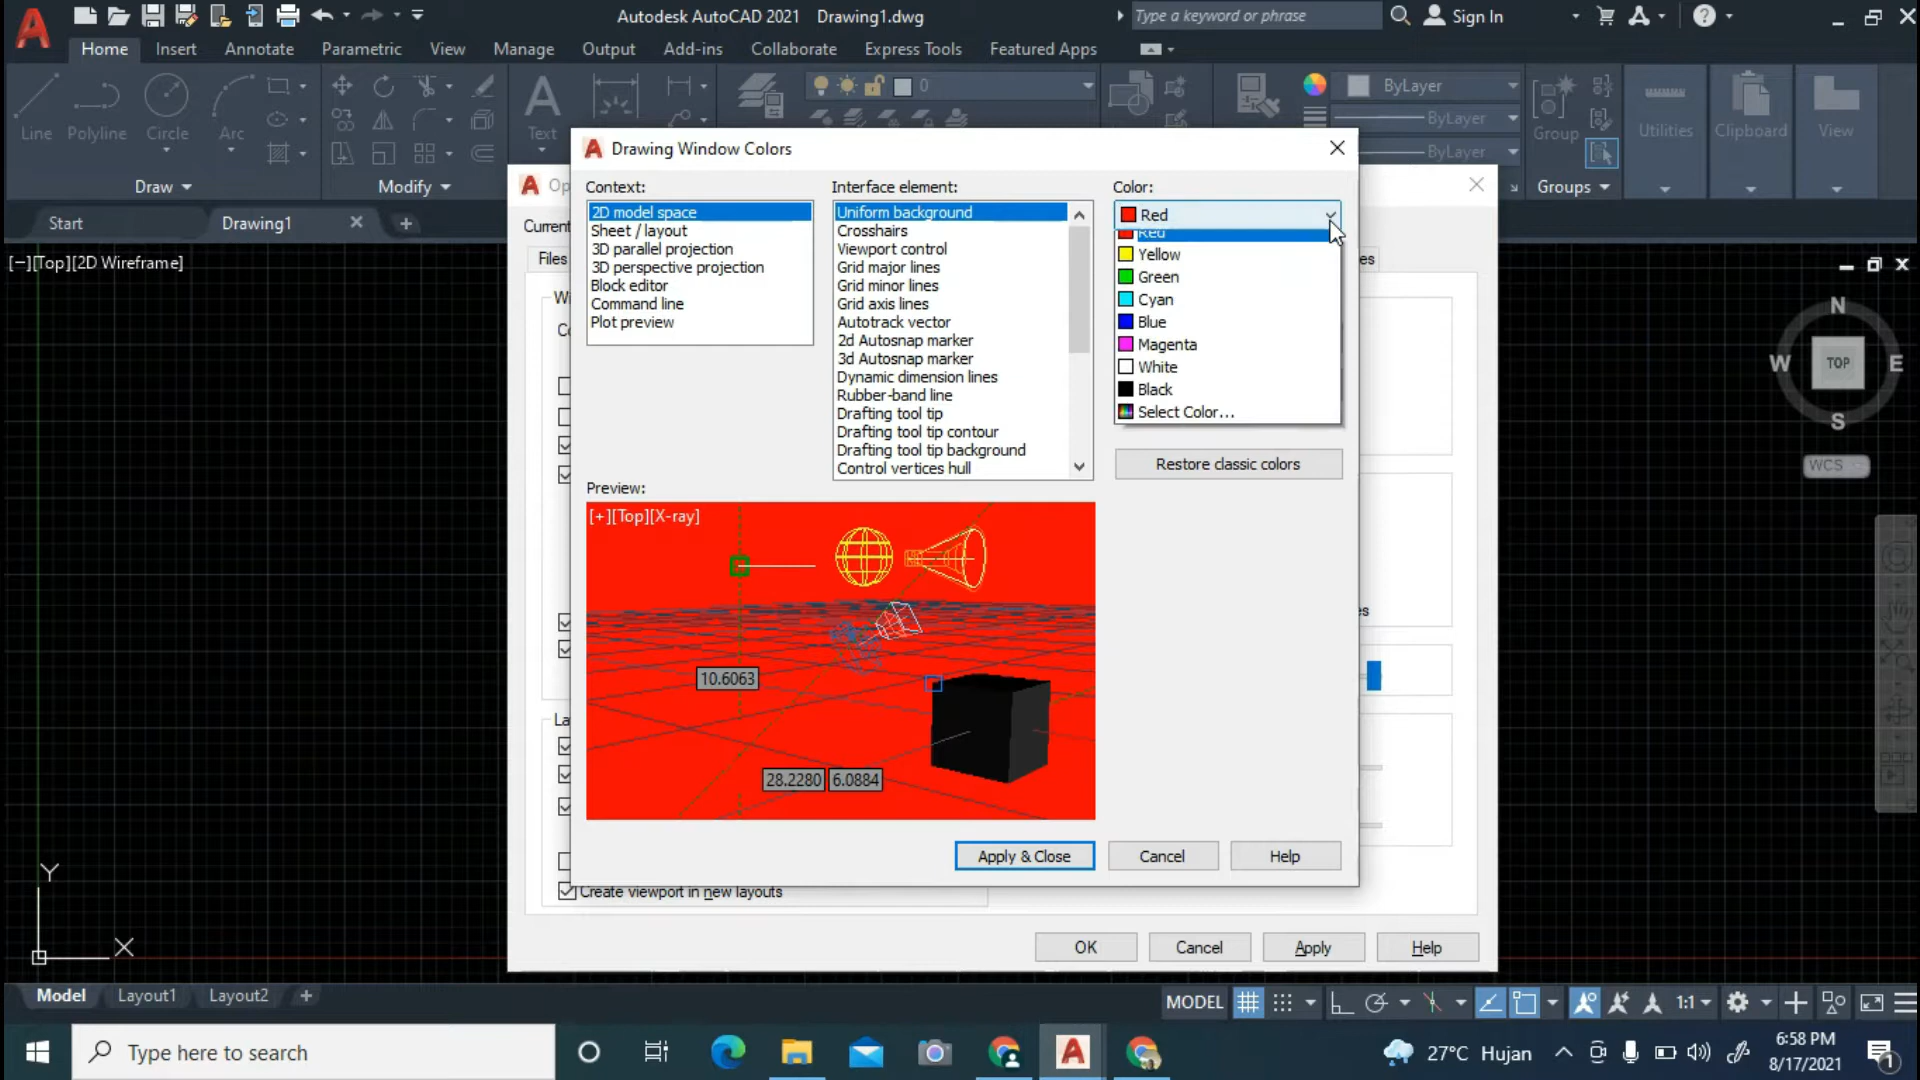 Autodesk AutoCAD 2021 Drawing1.dwg
Type a keyword or phrase
Sign In
Home Insert Annotate Parametric View Manage Output Add-ins Collaborate Express Tools Featured Apps
Line Polyline Circle Arc
Text
0
ByLayer
ByLayer
ByLayer
Group
Utilities
Clipboard
View
Draw
Modify
Groups
Start
Drawing1
[−][Top][2D Wireframe]
Drawing Window Colors
Context:
2D model space
Sheet / layout
3D parallel projection
3D perspective projection
Block editor
Command line
Plot preview
Interface element:
Uniform background
Crosshairs
Viewport control
Grid major lines
Grid minor lines
Grid axis lines
Autotrack vector
2d Autosnap marker
3d Autosnap marker
Dynamic dimension lines
Rubber-band line
Drafting tool tip
Drafting tool tip contour
Drafting tool tip background
Control vertices hull
Color:
Red
Red
Yellow
Green
Cyan
Blue
Magenta
White
Black
Select Color...
Restore classic colors
Preview:
[+][Top][X-ray]
10.6063
28.2280 6.0884
Apply & Close
Cancel
Help
Current
Files
Create viewport in new layouts
OK
Cancel
Apply
Help
N
W
TOP
E
S
WCS
Y
X
Model Layout1 Layout2
MODEL
1:1
Type here to search
27°C Hujan
6:58 PM
8/17/2021
1